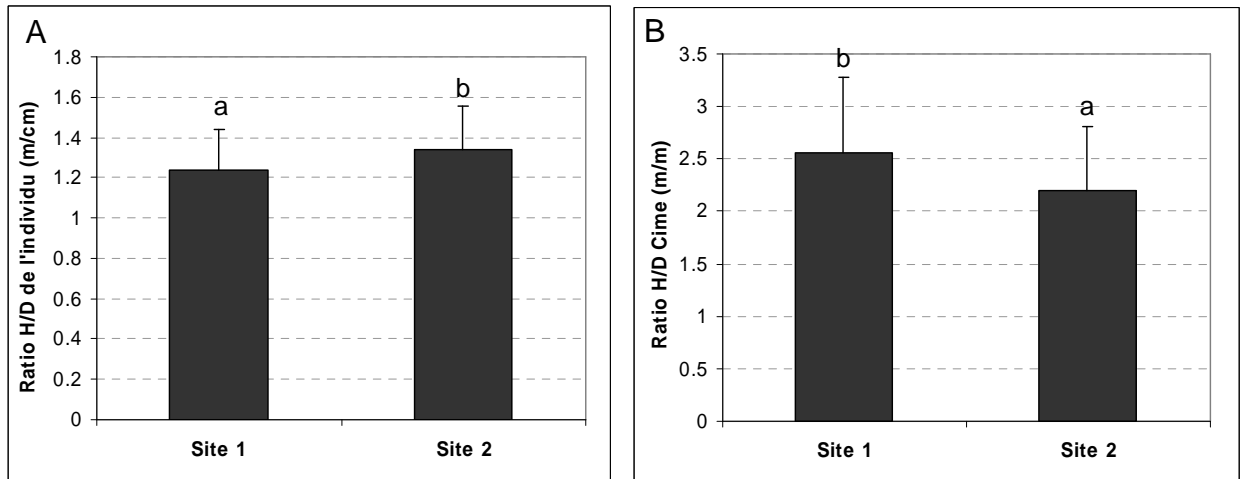 A
Ratio H/D de l'individu (m/cm)
1.8
1.6
1.4
1.2
1
0.8
0.6
0.4
0.2
0
a
b
Site 1
Site 2
B
Ratio H/D Cime (m/m)
3.5
3
2.5
2
1.5
1
0.5
0
b
a
Site 1
Site 2